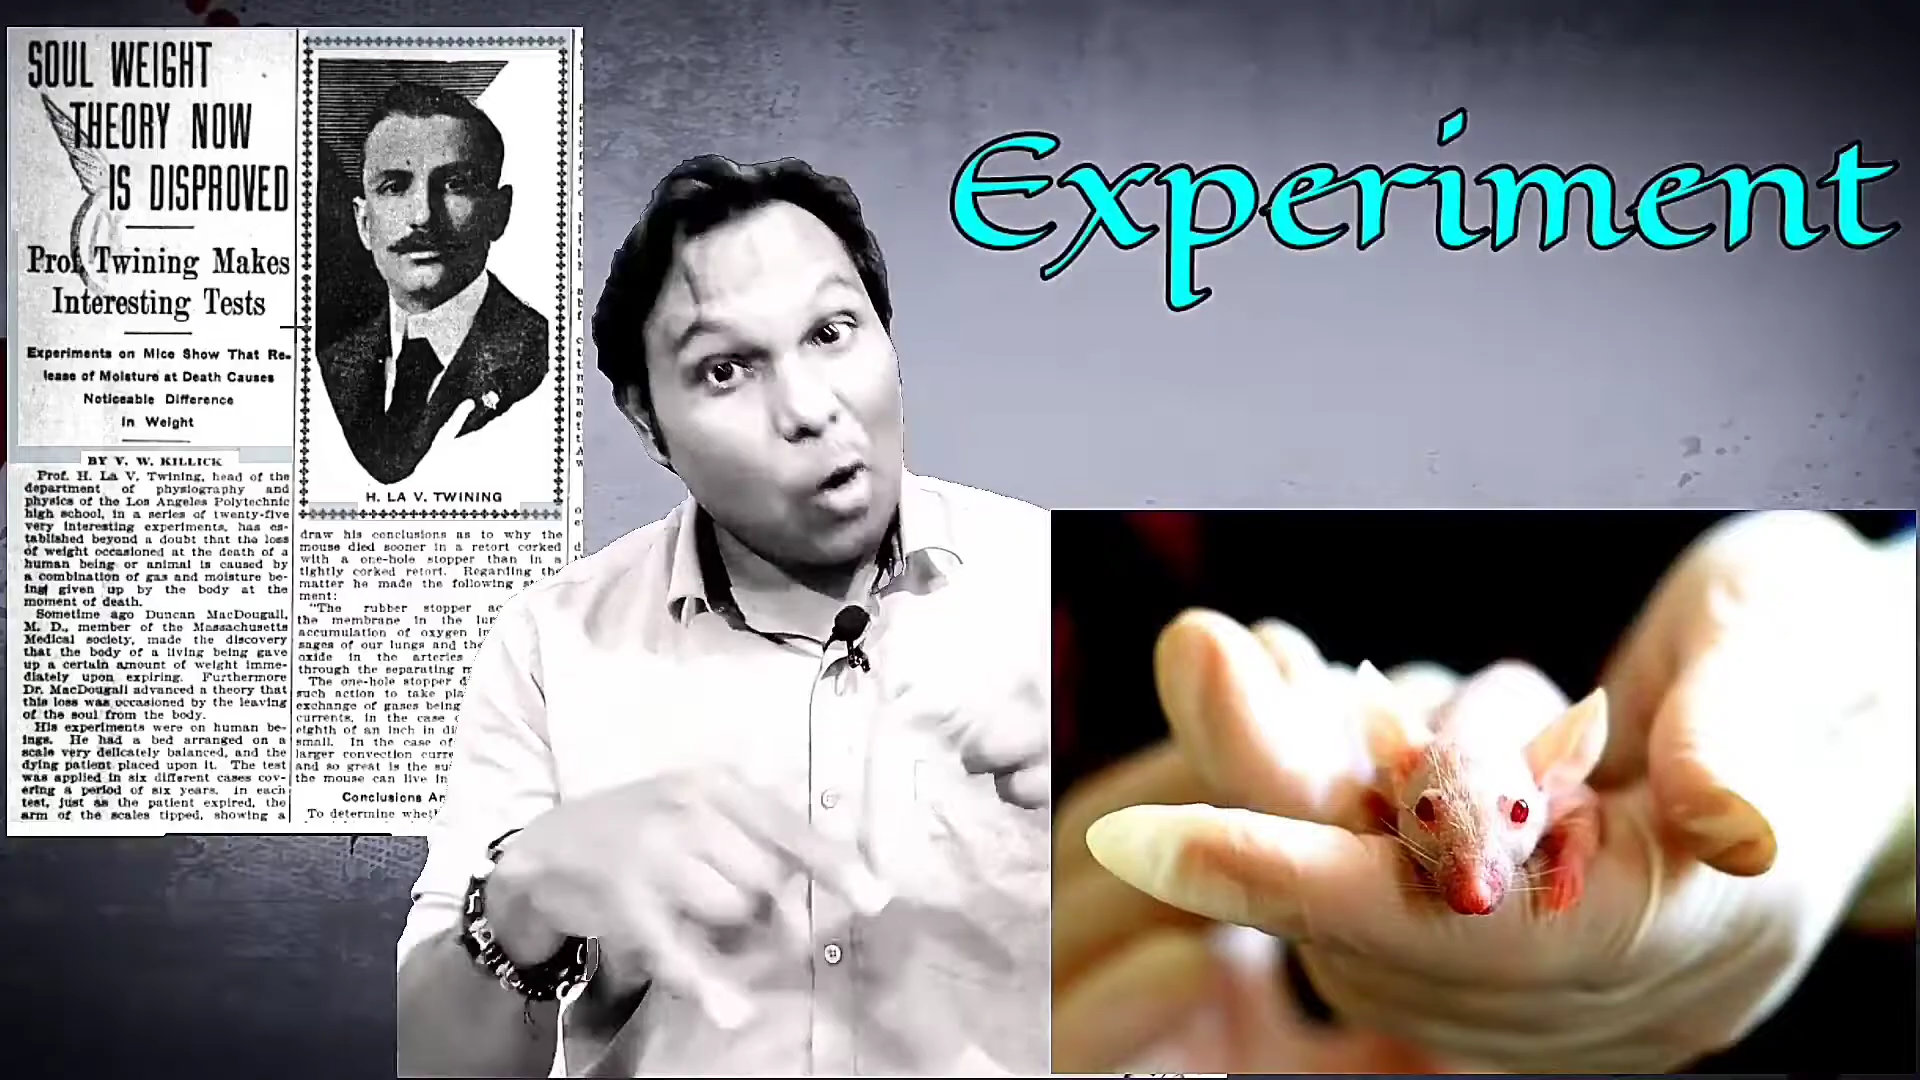 SOUL WEIGHT
THEORY NOW
IS DISPROVED
Prof. Twining Makes
Interesting Tests
Experiments on Mice Show That Re-
lease of Moisture at Death Causes
Noticeable Difference
in Weight
BY V. W. KILLICK
Prof. H. La V. Twining, head of the
department of physiography and
physics of the Los Angeles Polytechnic
high school, in a series of twenty-five
very interesting experiments, has es-
tablished beyond a doubt that the loss
of weight occasioned at the death of a
human being or animal is caused by
a combination of gas and moisture be-
ing given up by the body at the
moment of death.
Sometime ago Duncan MacDougall,
M. D., member of the Massachusetts
Medical society, made the discovery
that the body of a living being gave
up a certain amount of weight imme-
diately upon expiring. Furthermore
Dr. MacDougall advanced a theory that
this loss was occasioned by the leaving
of the soul from the body.
His experiments were on human be-
ings. He had a bed arranged on a
scale very delicately balanced, and the
dying patient placed upon it. The test
was applied in six different cases cov-
ering a period of six years. In each
test, just as the patient expired, the
arm of the scales tipped, showing a
H. LA V. TWINING
draw his conclusions as to why the
mouse died sooner in a retort corked
with a one-hole stopper than in a
tightly corked retort. Regarding the
matter he made the following
ment:
"The rubber stopper
the membrane in the
accumulation of oxygen
sages of our lungs and the
oxide in the arteries
through the separating
The one-hole stopper
such action to take
exchange of gases being
currents, in the case
eighth of an inch in
small. In the case of
larger convection
and so great is the
the mouse can live in
Conclusions
To determine
Experiment